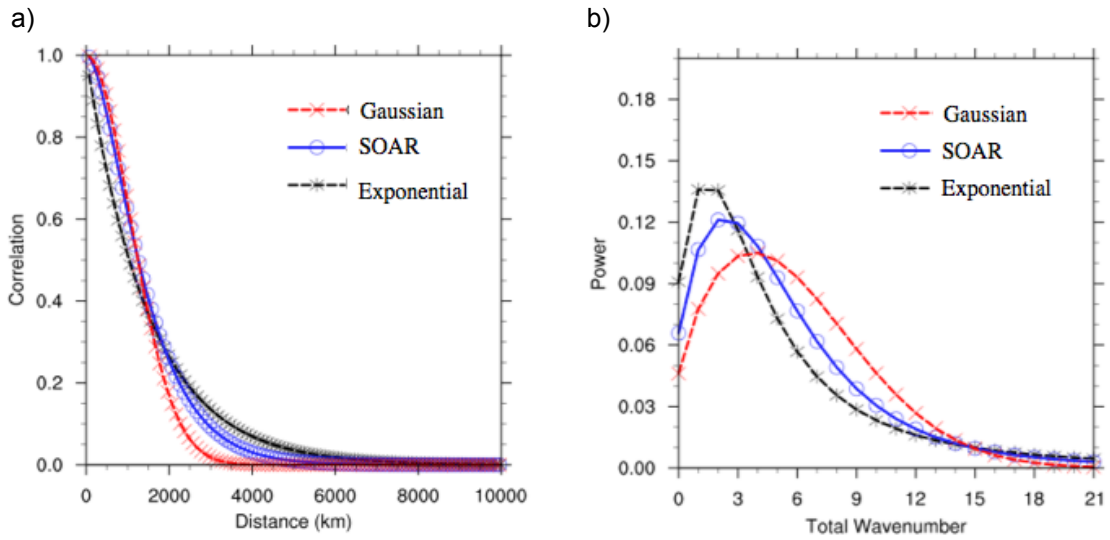 a)
1.0
0.8
0.6
0.4
0.2
0.0
Correlation
0 2000 4000 6000 8000 10000
Distance (km)
Gaussian
SOAR
Exponential
b)
0.18
0.15
0.12
0.09
0.06
0.03
0.00
Power
0 3 6 9 12 15 18 21
Total Wavenumber
Gaussian
SOAR
Exponential